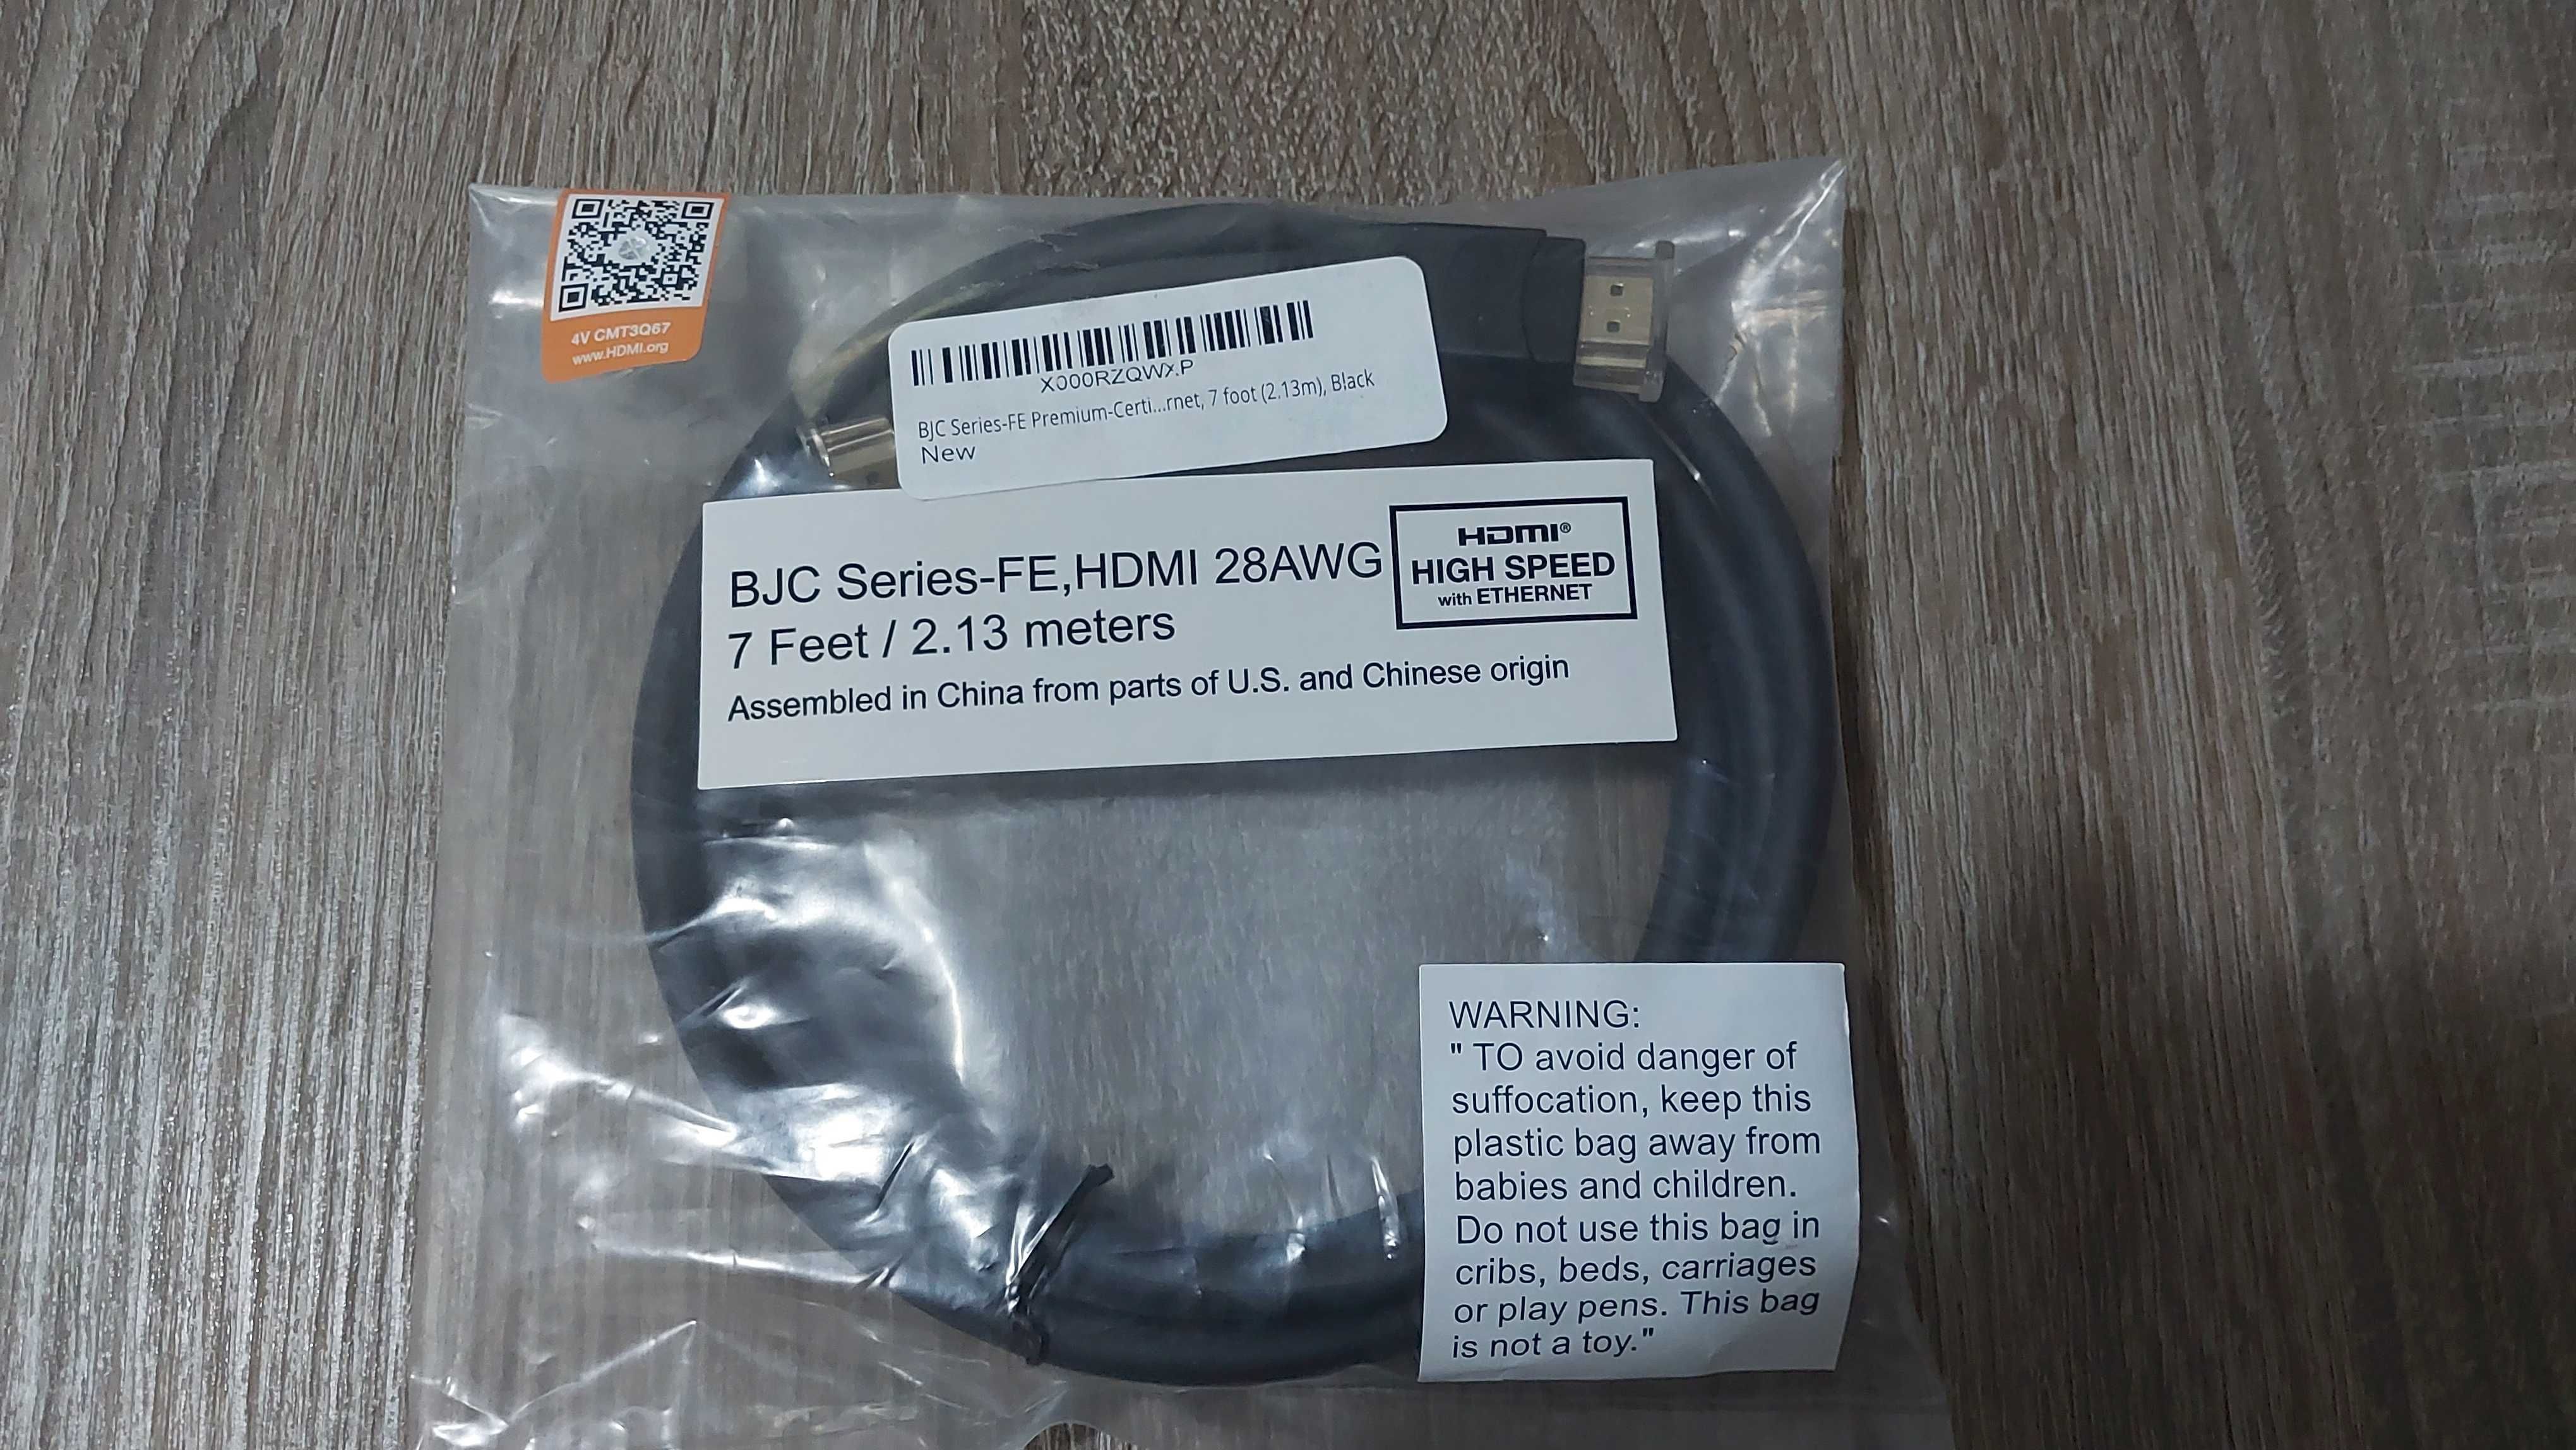 4V CMT3Q67
www.HDMI.org
BJC Series-FE Premium-Certi...rnet, 7 foot (2.13m), Black
New
BJC Series-FE,HDMI 28AWG
7 Feet / 2.13 meters
Assembled in China from parts of U.S. and Chinese origin
HDMI®
HIGH SPEED
with ETHERNET
WARNING:
" TO avoid danger of
suffocation, keep this
plastic bag away from
babies and children.
Do not use this bag in
cribs, beds, carriages
or play pens. This bag
is not a toy."